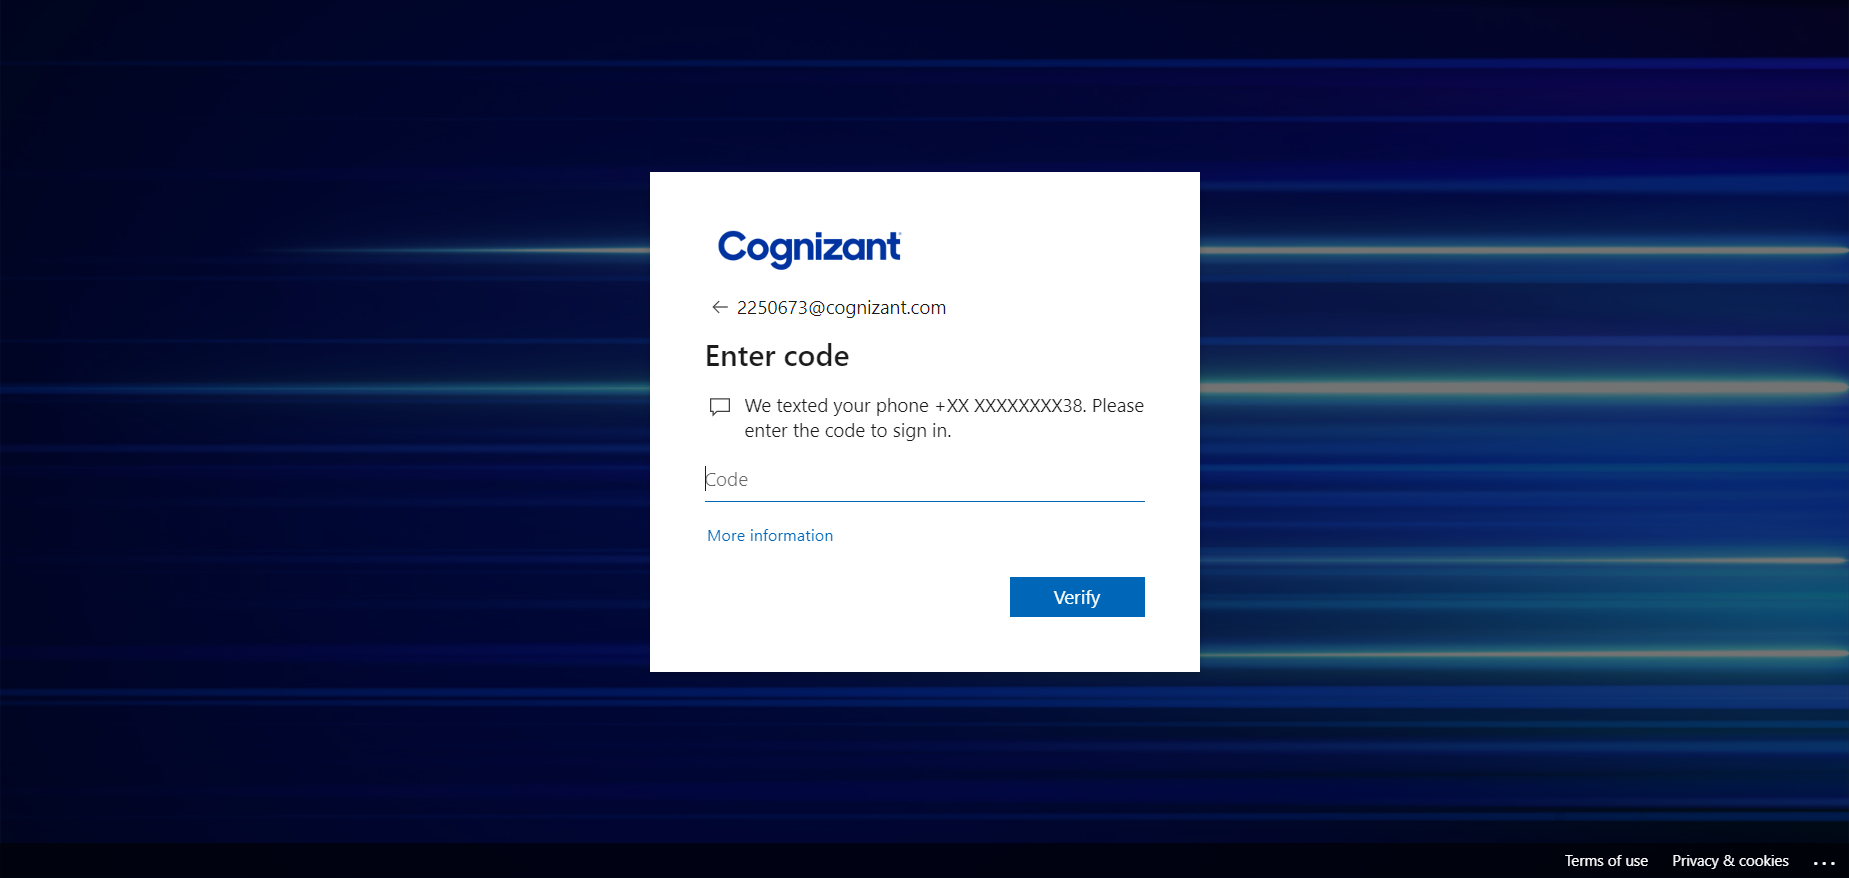 Cognizant
2250673@cognizant.com
Enter code
We texted your phone +XX XXXXXXXX38. Please
enter the code to sign in.
Code
More information
Verify
Terms of use Privacy & cookies ...